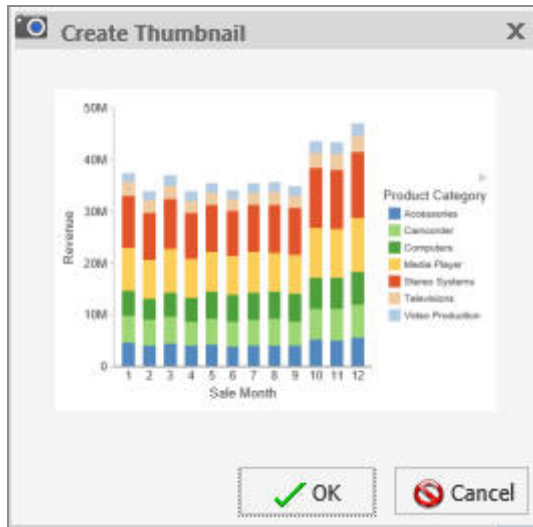 Create Thumbnail
50M
40M
30M
20M
10M
0
Revenue
1 2 3 4 5 6 7 8 9 10 11 12
Sale Month
Product Category
Accessories
Camcorder
Computers
Media Player
Stereo Systems
Televisions
Video Production
OK
Cancel